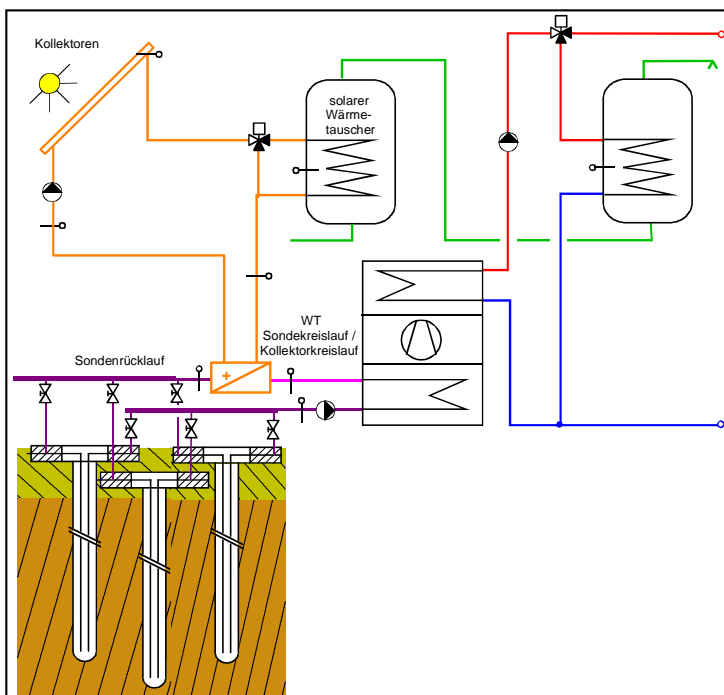 Kollektoren
solarer
Wärme-
tauscher
WT
Sondekreislauf /
Kollektorkreislauf
Sondenrücklauf
+